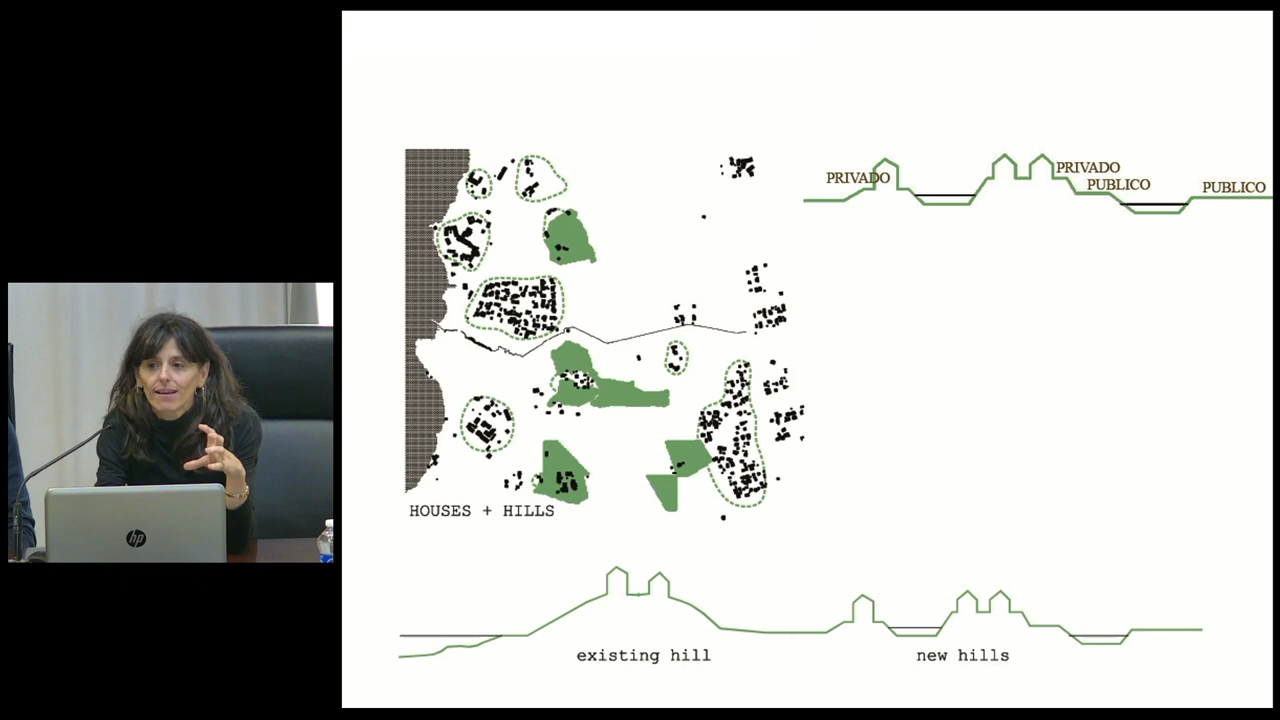 PRIVADO
PRIVADO
PUBLICO
PUBLICO
HOUSES + HILLS
existing hill
new hills
hp